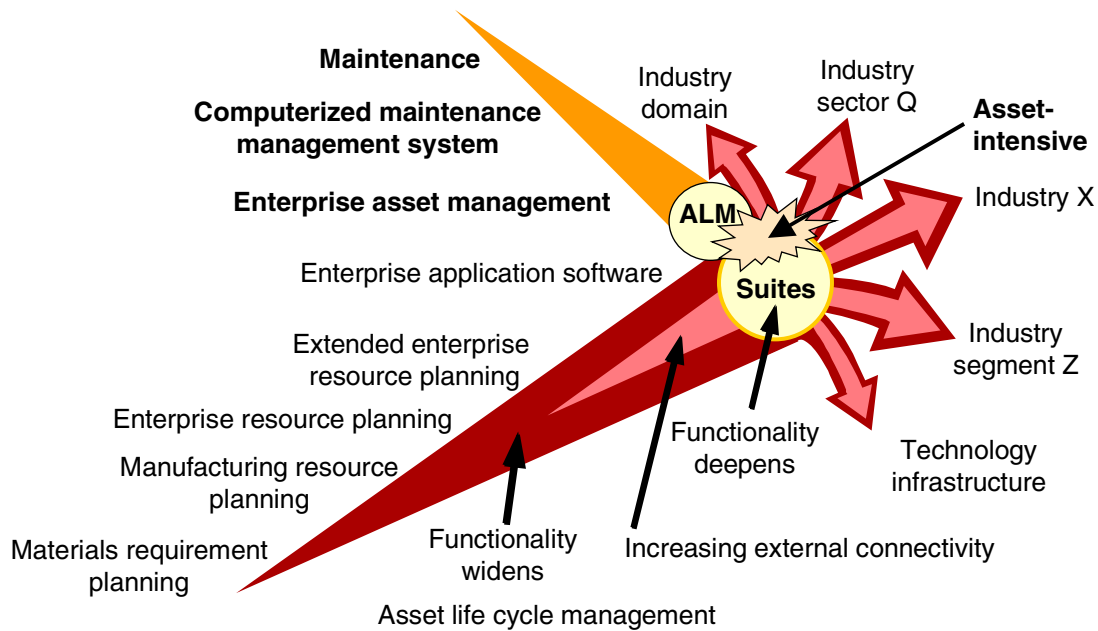 Maintenance
Computerized maintenance
management system
Enterprise asset management
Industry
domain
Industry
sector Q
Asset-
intensive
Industry X
ALM
Enterprise application software
Suites
Extended enterprise
resource planning
Industry
segment Z
Enterprise resource planning
Functionality
deepens
Technology
infrastructure
Manufacturing resource
planning
Materials requirement
planning
Functionality
widens
Increasing external connectivity
Asset life cycle management